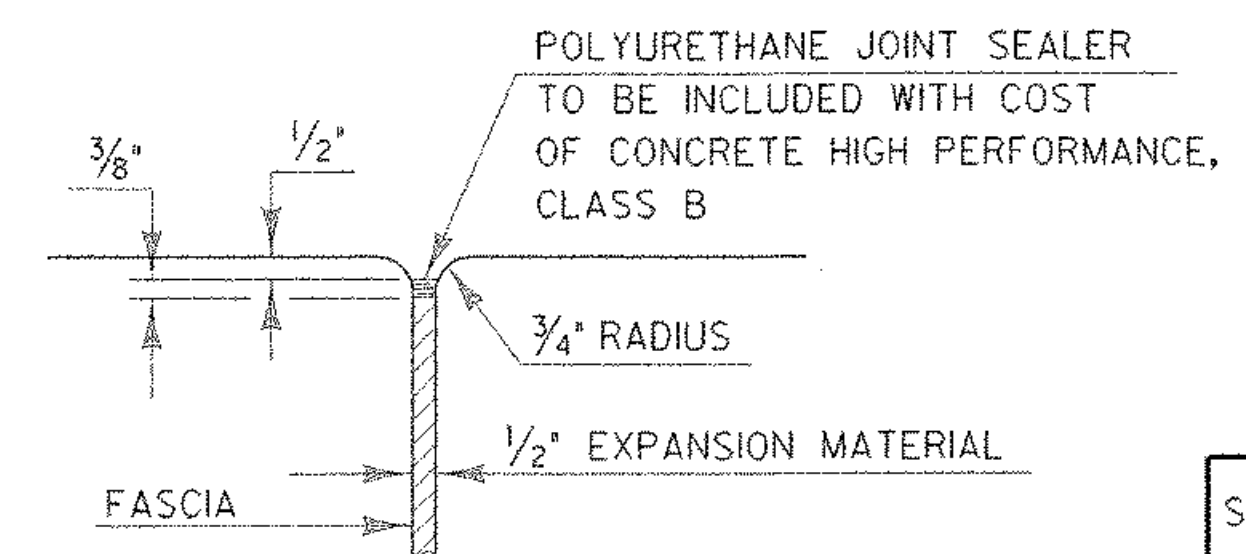 POLYURETHANE JOINT SEALER
TO BE INCLUDED WITH COST
OF CONCRETE HIGH PERFORMANCE,
CLASS B
3/8"
1/2"
3/4" RADIUS
1/2" EXPANSION MATERIAL
FASCIA
S